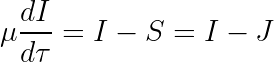 μ dI/dτ = I − S = I − J